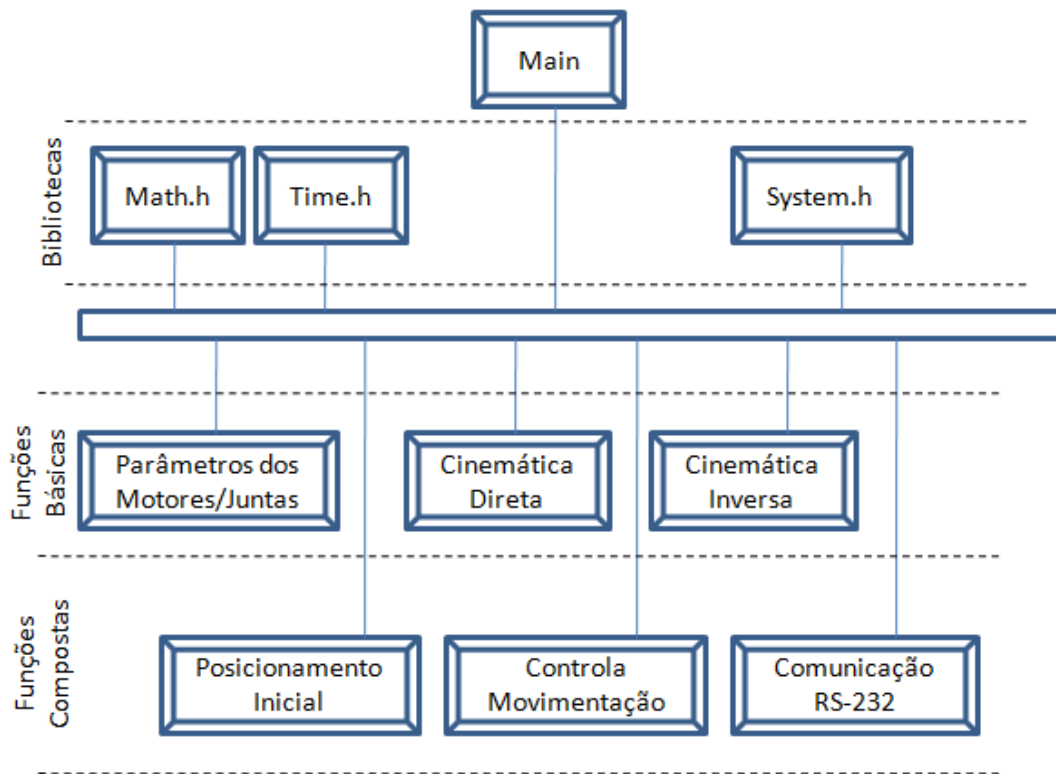 Main
Bibliotecas
Math.h
Time.h
System.h
Funções
Básicas
Parâmetros dos
Motores/Juntas
Cinemática
Direta
Cinemática
Inversa
Funções
Compostas
Posicionamento
Inicial
Controla
Movimentação
Comunicação
RS-232